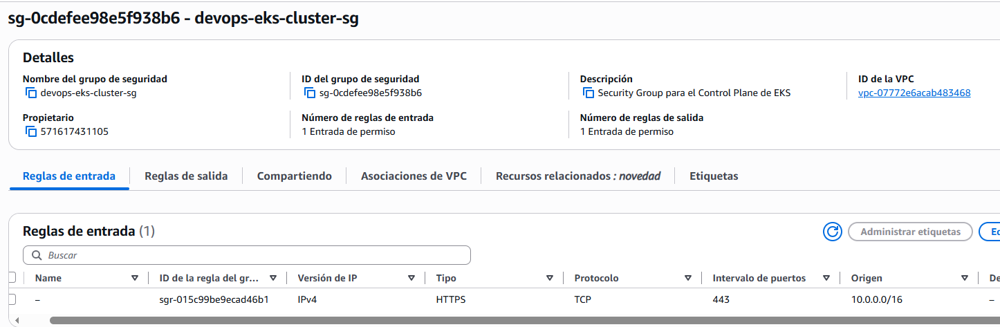 sg-0cdefee98e5f938b6 - devops-eks-cluster-sg
Detalles
Nombre del grupo de seguridad
devops-eks-cluster-sg
ID del grupo de seguridad
sg-0cdefee98e5f938b6
Descripción
Security Group para el Control Plane de EKS
ID de la VPC
vpc-07772e6acab483468
Propietario
571617431105
Número de reglas de entrada
1 Entrada de permiso
Número de reglas de salida
1 Entrada de permiso
Reglas de entrada Reglas de salida Compartiendo Asociaciones de VPC Recursos relacionados : novedad Etiquetas
Reglas de entrada (1)
Administrar etiquetas
Buscar
Name ID de la regla del gr... Versión de IP Tipo Protocolo Intervalo de puertos Origen
– sgr-015c99be9ecad46b1 IPv4 HTTPS TCP 443 10.0.0.0/16 –